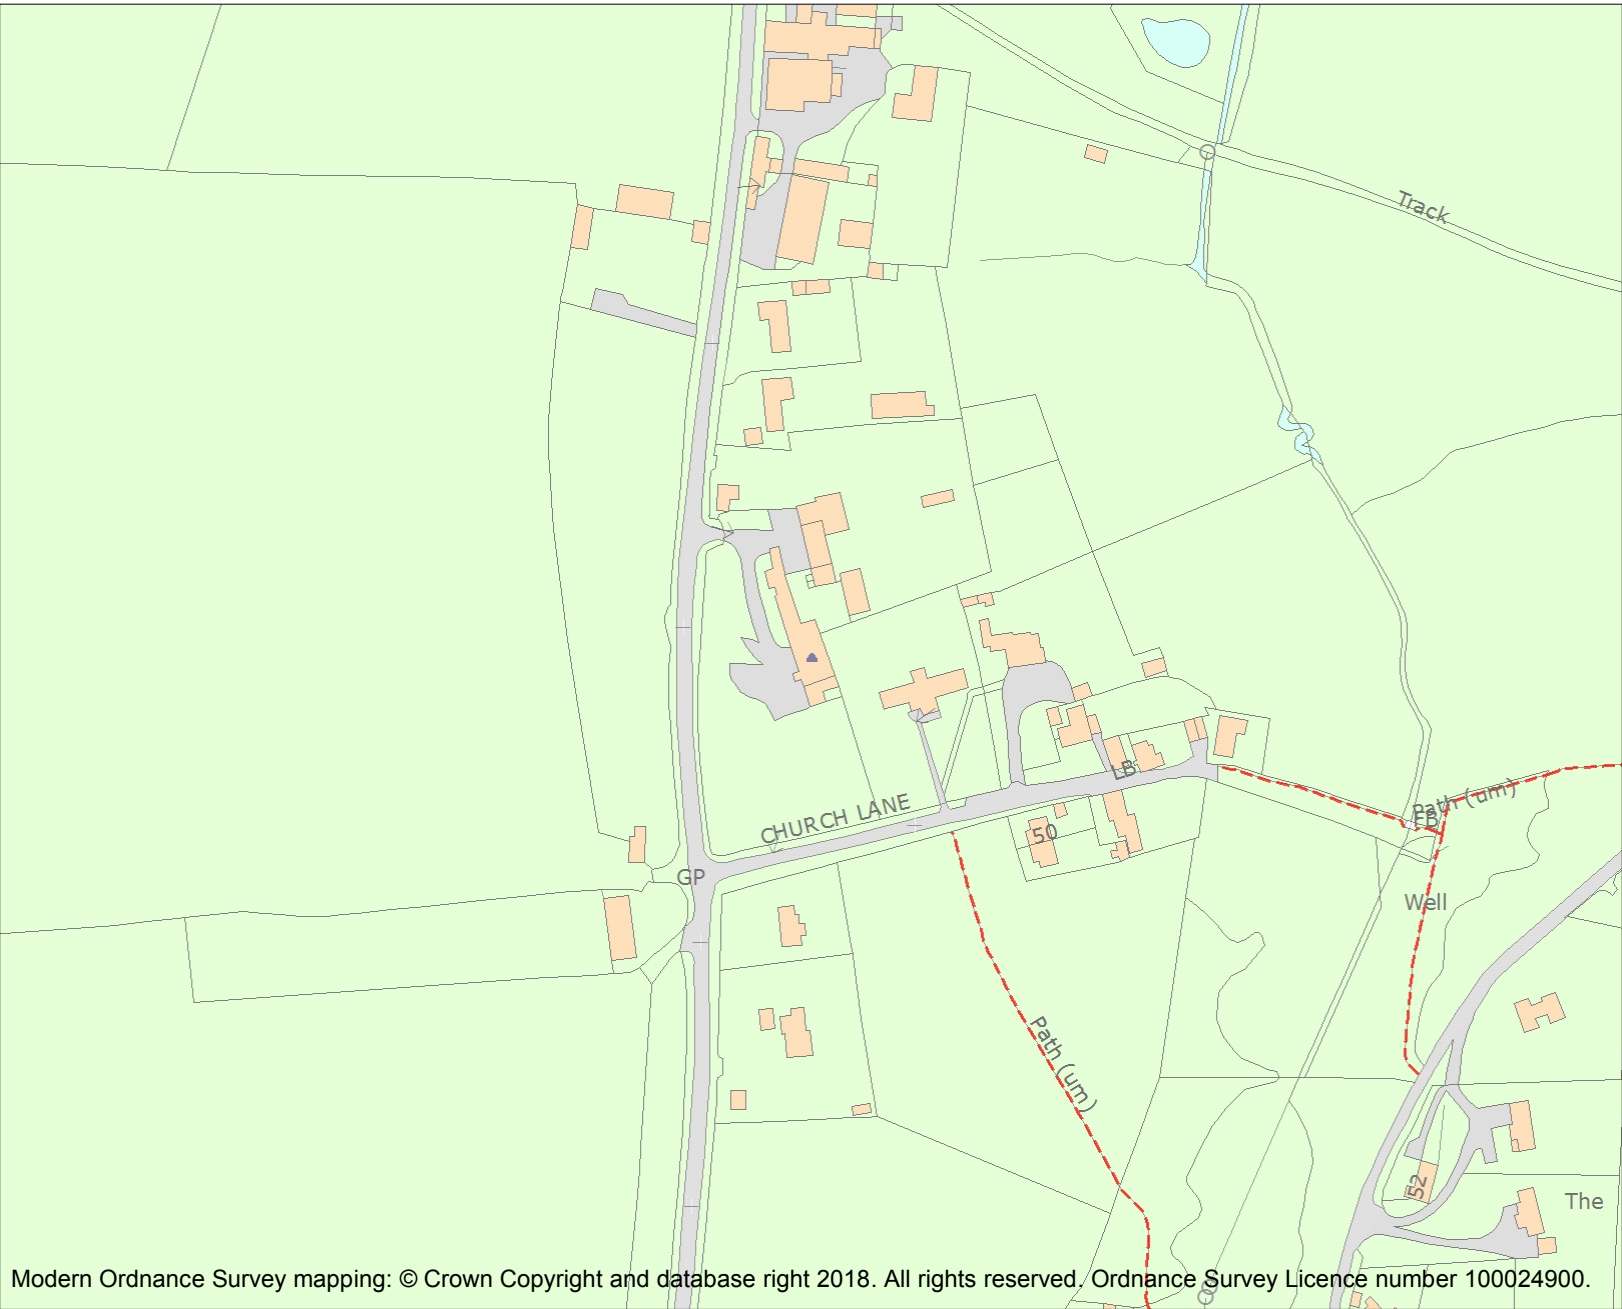 Track
LB
Path (um)
FB
CHURCH LANE
50
GP
Well
Path (um)
52
The
Modern Ordnance Survey mapping: © Crown Copyright and database right 2018. All rights reserved. Ordnance Survey Licence number 100024900.